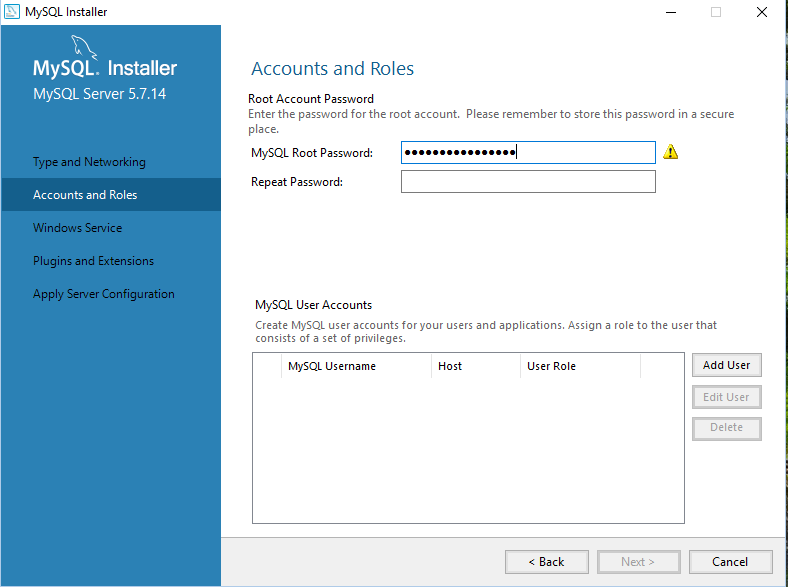 MySQL Installer
MySQL. Installer
MySQL Server 5.7.14
Type and Networking
Accounts and Roles
Windows Service
Plugins and Extensions
Apply Server Configuration
Accounts and Roles
Root Account Password
Enter the password for the root account.  Please remember to store this password in a secure
place.
MySQL Root Password:
••••••••••••••••
Repeat Password:
MySQL User Accounts
Create MySQL user accounts for your users and applications. Assign a role to the user that
consists of a set of privileges.
MySQL Username Host User Role
Add User
Edit User
Delete
< Back Next > Cancel